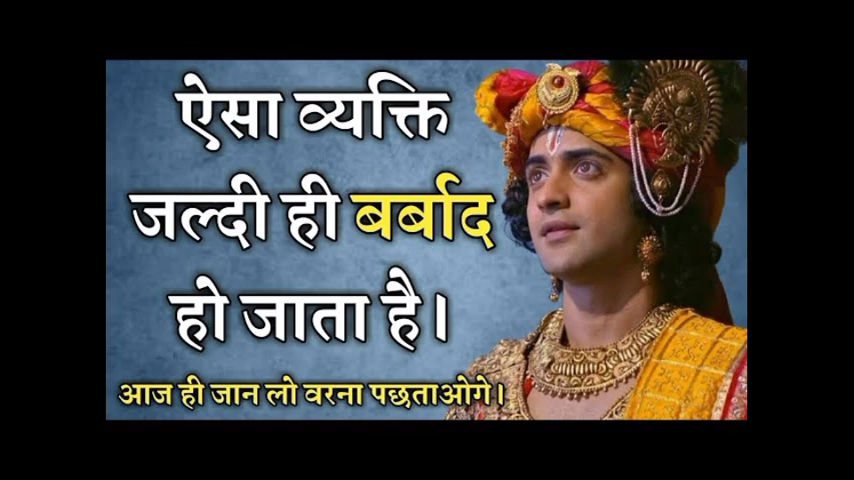 ऐसा व्यक्ति
जल्दी ही बर्बाद
हो जाता है।
आज ही जान लो वरना पछताओगे।